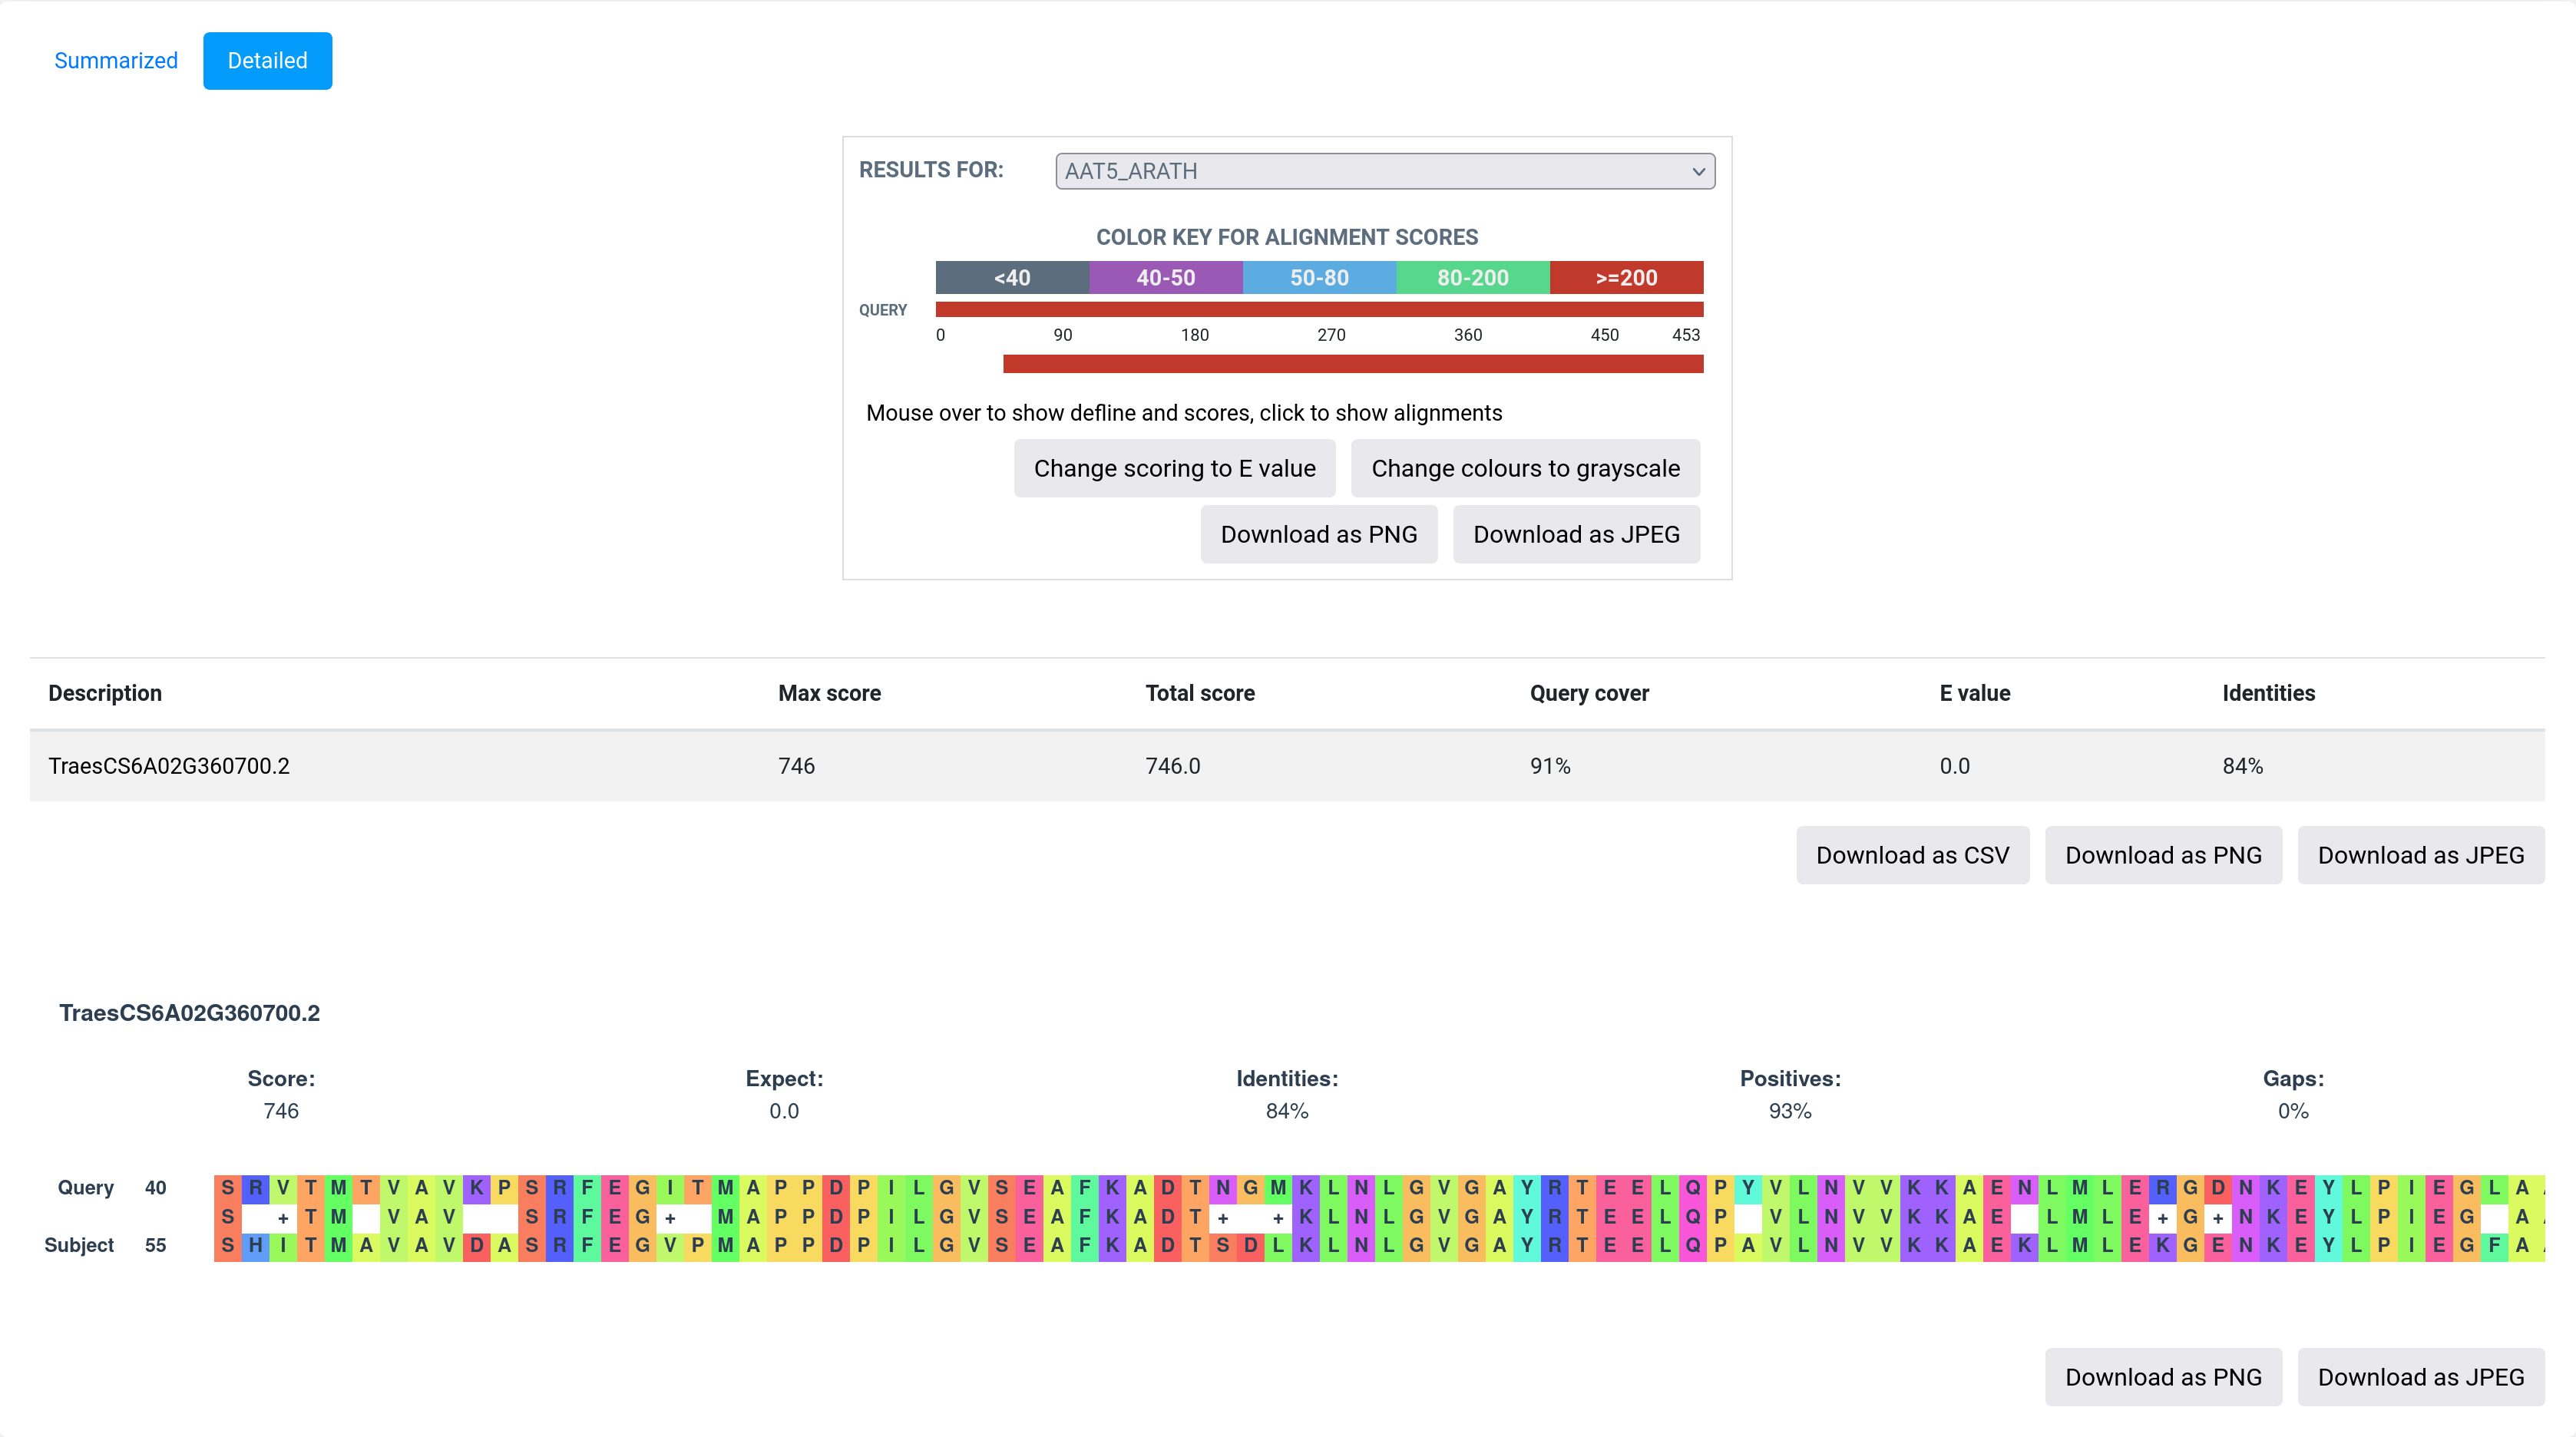 Summarized Detailed
RESULTS FOR: AAT5_ARATH
COLOR KEY FOR ALIGNMENT SCORES
<40 40-50 50-80 80-200 >=200
QUERY
0 90 180 270 360 450 453
Mouse over to show defline and scores, click to show alignments
Change scoring to E value Change colours to grayscale
Download as PNG Download as JPEG
Description Max score Total score Query cover E value Identities
TraesCS6A02G360700.2 746 746.0 91% 0.0 84%
Download as CSV Download as PNG Download as JPEG
TraesCS6A02G360700.2
Score: Expect: Identities: Positives: Gaps:
746 0.0 84% 93% 0%
Query 40 S R V T M T V A V K P S R F E G I T M A P P D P I L G V S E A F K A D T N G M K L N L G V G A Y R T E E L Q P Y V L N V V K K A E N L M L E R G D N K E Y L P I E G L A
S + T M V A V S R F E G + M A P P D P I L G V S E A F K A D T + + K L N L G V G A Y R T E E L Q P V L N V V K K A E L M L E + G + N K E Y L P I E G A
Subject 55 S H I T M A V A V D A S R F E G V P M A P P D P I L G V S E A F K A D T S D L K L N L G V G A Y R T E E L Q P A V L N V V K K A E K L M L E K G E N K E Y L P I E G F A
Download as PNG Download as JPEG